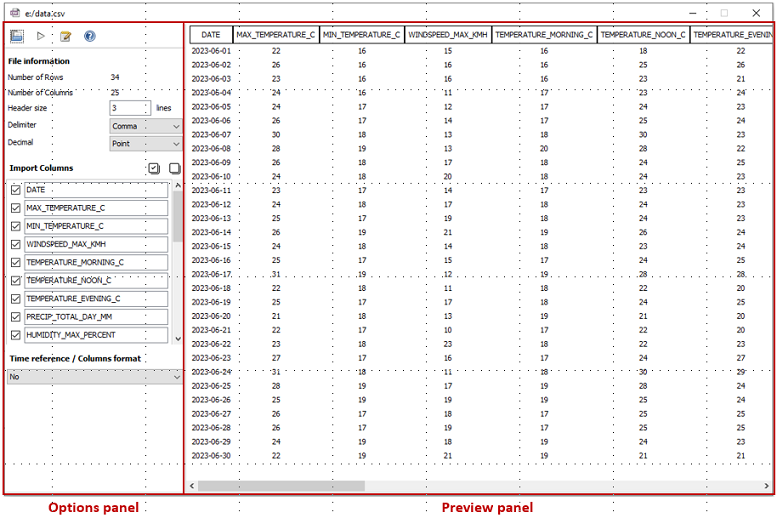 e:/data.csv
File information
Number of Rows 34
Number of Columns 25
Header size 3 lines
Delimiter Comma
Decimal Point
Import Columns
DATE
MAX_TEMPERATURE_C
MIN_TEMPERATURE_C
WINDSPEED_MAX_KMH
TEMPERATURE_MORNING_C
TEMPERATURE_NOON_C
TEMPERATURE_EVENING_C
PRECIP_TOTAL_DAY_MM
HUMIDITY_MAX_PERCENT
Time reference / Columns format
No
DATE MAX_TEMPERATURE_C MIN_TEMPERATURE_C WINDSPEED_MAX_KMH TEMPERATURE_MORNING_C TEMPERATURE_NOON_C TEMPERATURE_EVENIN
2023-06-01 22 16 15 16 18 22
2023-06-02 26 16 16 16 25 26
2023-06-03 23 16 16 16 23 21
2023-06-04 24 16 11 17 23 24
2023-06-05 24 17 12 17 24 23
2023-06-06 26 17 14 17 25 24
2023-06-07 30 18 13 18 30 23
2023-06-08 28 19 13 20 28 22
2023-06-09 26 18 17 18 24 25
2023-06-10 24 18 20 18 24 23
2023-06-11 23 17 14 17 23 23
2023-06-12 24 18 17 18 24 23
2023-06-13 25 17 19 18 24 23
2023-06-14 26 19 21 19 26 24
2023-06-15 24 18 14 18 23 24
2023-06-16 25 17 15 17 24 25
2023-06-17 31 19 12 19 28 28
2023-06-18 22 18 11 18 22 20
2023-06-19 25 17 17 18 24 25
2023-06-20 21 18 13 19 21 20
2023-06-21 22 17 10 17 22 20
2023-06-22 23 18 23 18 22 23
2023-06-23 27 17 16 17 24 27
2023-06-24 31 18 11 18 30 29
2023-06-25 28 19 17 19 28 24
2023-06-26 25 19 17 19 24 25
2023-06-27 26 17 18 17 25 25
2023-06-28 26 19 17 19 25 24
2023-06-29 24 19 18 19 24 23
2023-06-30 22 19 21 19 21 21
Options panel
Preview panel